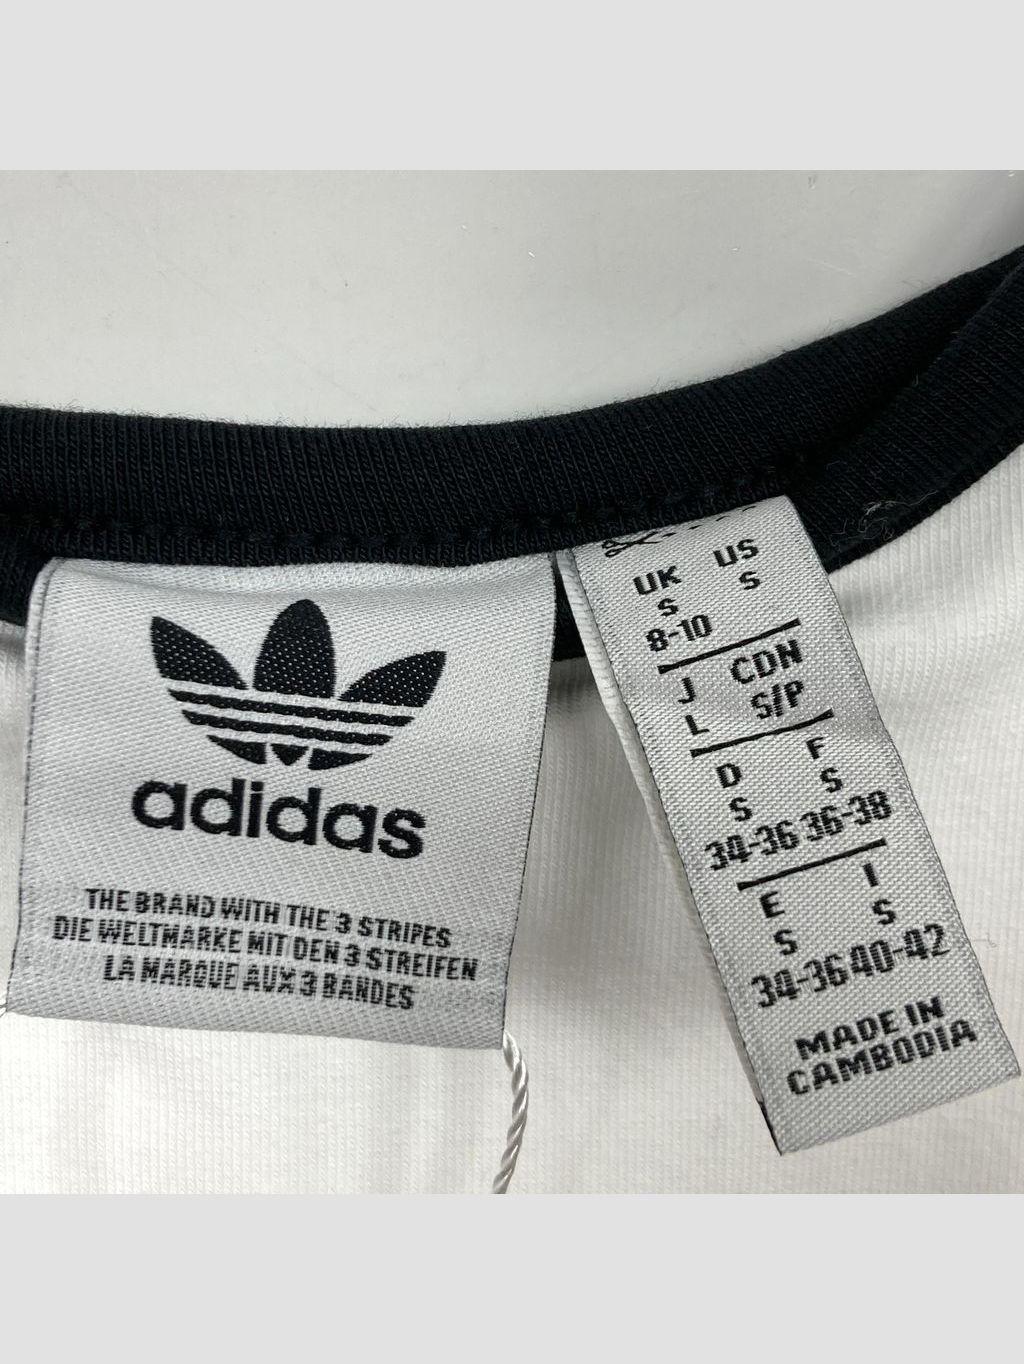 adidas
THE BRAND WITH THE 3 STRIPES
DIE WELTMARKE MIT DEN 3 STREIFEN
LA MARQUE AUX 3 BANDES
UK US
S S
8-10
J CDN
L S/P
D F
S S
34-36 36-38
E I
S S
34-36 40-42
MADE IN
CAMBODIA